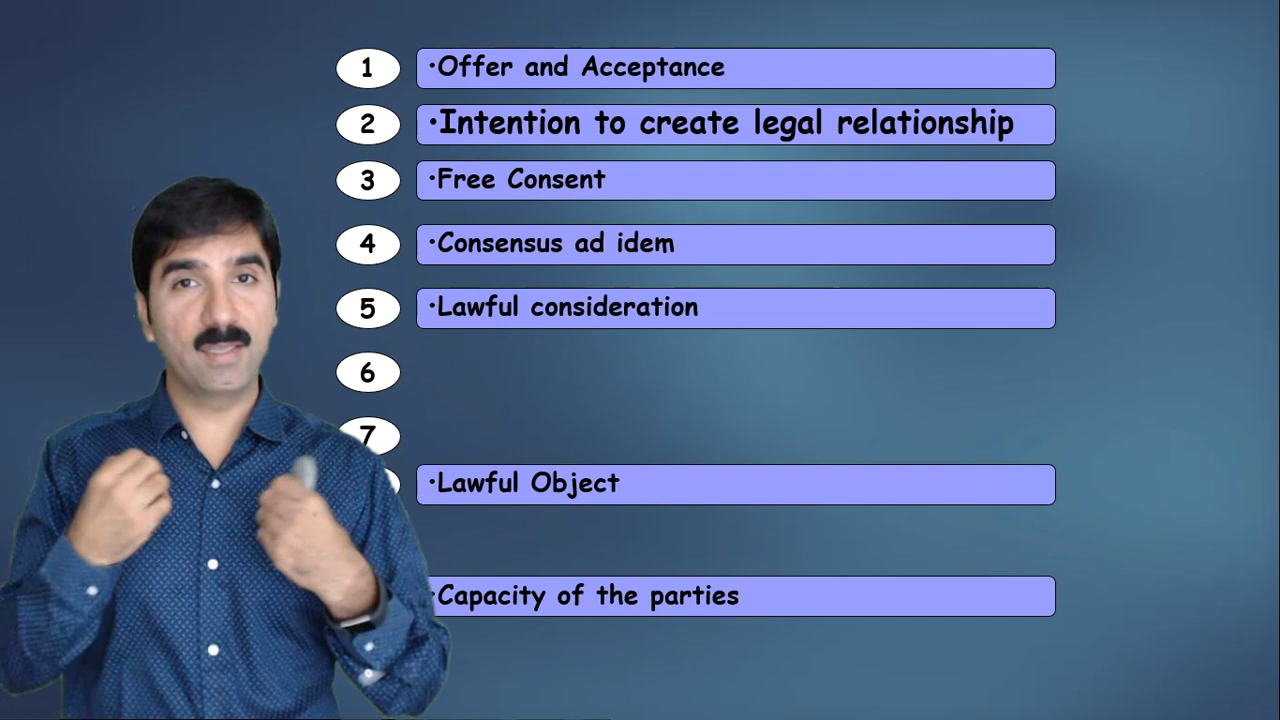 1 •Offer and Acceptance
2 •Intention to create legal relationship
3 •Free Consent
4 •Consensus ad idem
5 •Lawful consideration
6
7
•Lawful Object
•Capacity of the parties